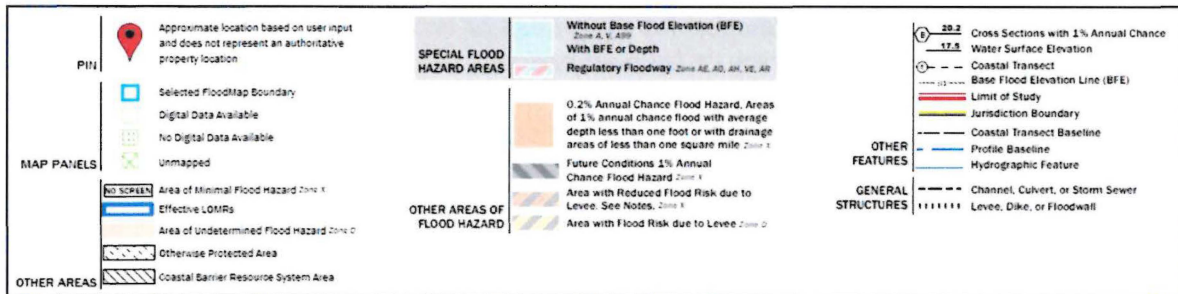 PIN
Approximate location based on user input
and does not represent an authoritative
property location
MAP PANELS
Selected FloodMap Boundary
Digital Data Available
No Digital Data Available
Unmapped
OTHER AREAS
NO SCREEN Area of Minimal Flood Hazard Zone X
Effective LOMRs
Area of Undetermined Flood Hazard Zone D
Otherwise Protected Area
Coastal Barrier Resource System Area
SPECIAL FLOOD
HAZARD AREAS
Without Base Flood Elevation (BFE)
Zone A, V, A99
With BFE or Depth
Regulatory Floodway Zone AE, AO, AH, VE, AR
OTHER AREAS OF
FLOOD HAZARD
0.2% Annual Chance Flood Hazard, Areas
of 1% annual chance flood with average
depth less than one foot or with drainage
areas of less than one square mile Zone X
Future Conditions 1% Annual
Chance Flood Hazard Zone X
Area with Reduced Flood Risk due to
Levee. See Notes. Zone X
Area with Flood Risk due to Levee Zone D
OTHER
FEATURES
B 20.2 Cross Sections with 1% Annual Chance
17.5 Water Surface Elevation
Coastal Transect
Base Flood Elevation Line (BFE)
Limit of Study
Jurisdiction Boundary
Coastal Transect Baseline
Profile Baseline
Hydrographic Feature
GENERAL
STRUCTURES
Channel, Culvert, or Storm Sewer
Levee, Dike, or Floodwall